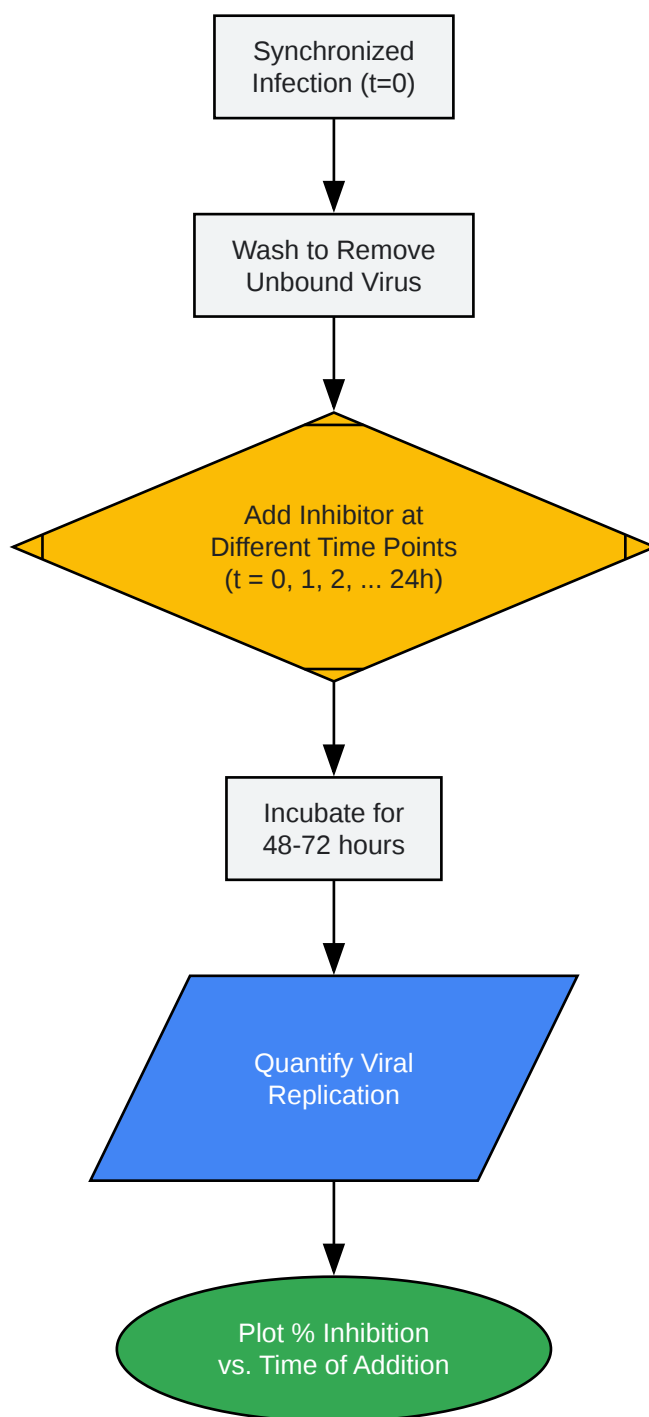 Synchronized
Infection (t=0)
Wash to Remove
Unbound Virus
Add Inhibitor at
Different Time Points
(t = 0, 1, 2, ... 24h)
Incubate for
48-72 hours
Quantify Viral
Replication
Plot % Inhibition
vs. Time of Addition